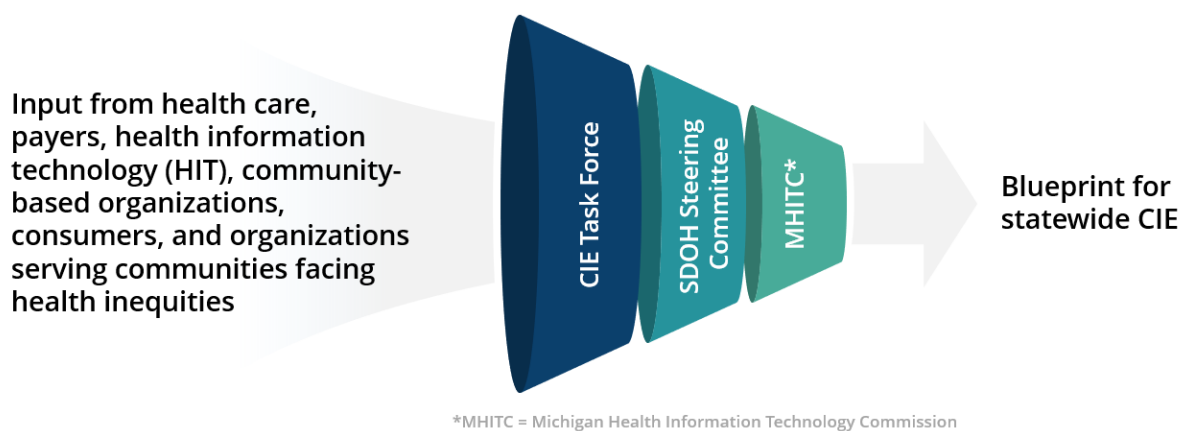 Input from health care,
payers, health information
technology (HIT), community-
based organizations,
consumers, and organizations
serving communities facing
health inequities
CIE Task Force
SDOH Steering
Committee
MHITC*
Blueprint for
statewide CIE
*MHITC = Michigan Health Information Technology Commission